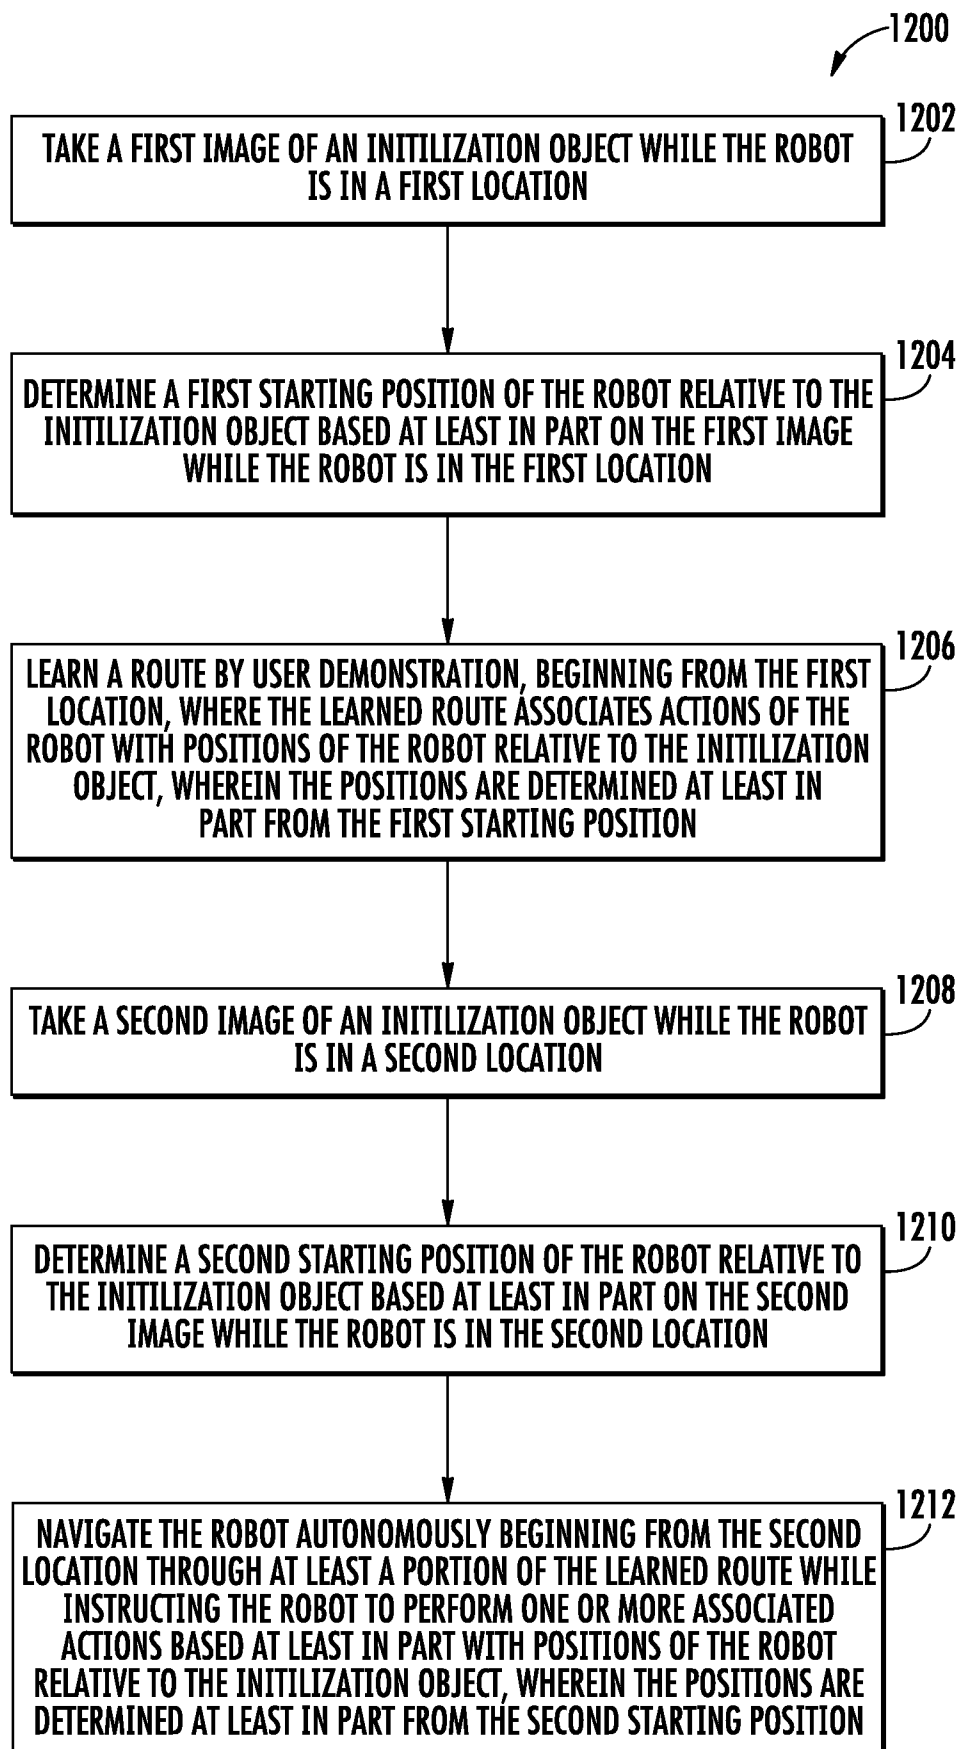 1200
1202
TAKE A FIRST IMAGE OF AN INITILIZATION OBJECT WHILE THE ROBOT
IS IN A FIRST LOCATION
1204
DETERMINE A FIRST STARTING POSITION OF THE ROBOT RELATIVE TO THE
INITILIZATION OBJECT BASED AT LEAST IN PART ON THE FIRST IMAGE
WHILE THE ROBOT IS IN THE FIRST LOCATION
1206
LEARN A ROUTE BY USER DEMONSTRATION, BEGINNING FROM THE FIRST
LOCATION, WHERE THE LEARNED ROUTE ASSOCIATES ACTIONS OF THE
ROBOT WITH POSITIONS OF THE ROBOT RELATIVE TO THE INITILIZATION
OBJECT, WHEREIN THE POSITIONS ARE DETERMINED AT LEAST IN
PART FROM THE FIRST STARTING POSITION
1208
TAKE A SECOND IMAGE OF AN INITILIZATION OBJECT WHILE THE ROBOT
IS IN A SECOND LOCATION
1210
DETERMINE A SECOND STARTING POSITION OF THE ROBOT RELATIVE TO
THE INITILIZATION OBJECT BASED AT LEAST IN PART ON THE SECOND
IMAGE WHILE THE ROBOT IS IN THE SECOND LOCATION
1212
NAVIGATE THE ROBOT AUTONOMOUSLY BEGINNING FROM THE SECOND
LOCATION THROUGH AT LEAST A PORTION OF THE LEARNED ROUTE WHILE
INSTRUCTING THE ROBOT TO PERFORM ONE OR MORE ASSOCIATED
ACTIONS BASED AT LEAST IN PART WITH POSITIONS OF THE ROBOT
RELATIVE TO THE INITILIZATION OBJECT, WHEREIN THE POSITIONS ARE
DETERMINED AT LEAST IN PART FROM THE SECOND STARTING POSITION